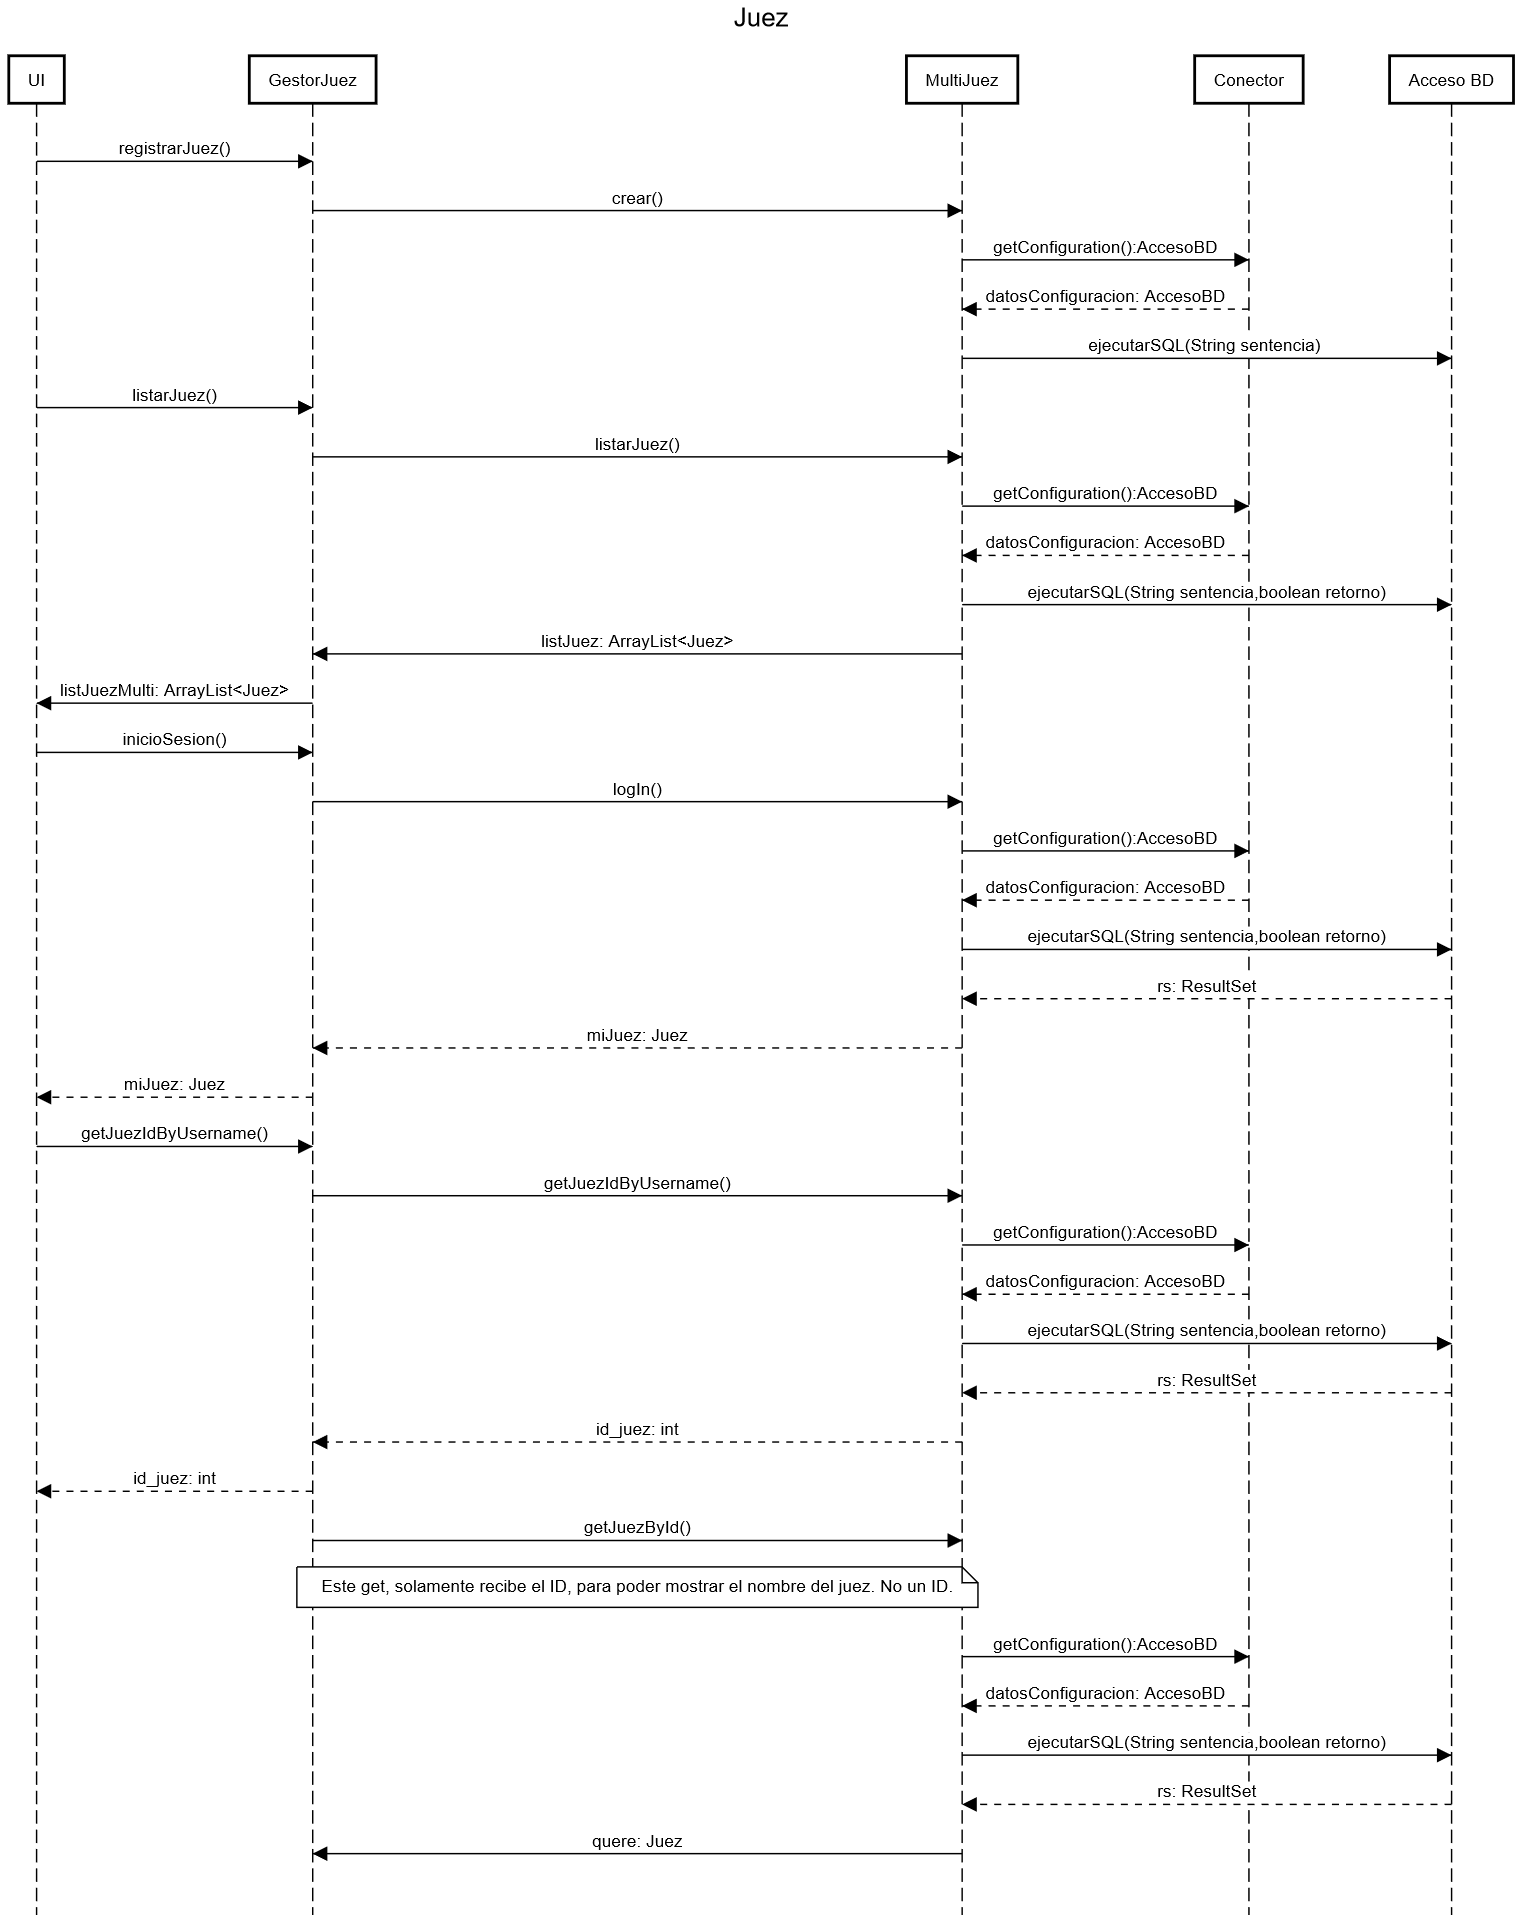 Juez
UI
GestorJuez
MultiJuez
Conector
Acceso BD
registrarJuez()
crear()
getConfiguration():AccesoBD
datosConfiguracion: AccesoBD
ejecutarSQL(String sentencia)
listarJuez()
listarJuez()
getConfiguration():AccesoBD
datosConfiguracion: AccesoBD
ejecutarSQL(String sentencia,boolean retorno)
listJuez: ArrayList<Juez>
listJuezMulti: ArrayList<Juez>
inicioSesion()
logIn()
getConfiguration():AccesoBD
datosConfiguracion: AccesoBD
ejecutarSQL(String sentencia,boolean retorno)
rs: ResultSet
miJuez: Juez
miJuez: Juez
getJuezIdByUsername()
getJuezIdByUsername()
getConfiguration():AccesoBD
datosConfiguracion: AccesoBD
ejecutarSQL(String sentencia,boolean retorno)
rs: ResultSet
id_juez: int
id_juez: int
getJuezById()
Este get, solamente recibe el ID, para poder mostrar el nombre del juez. No un ID.
getConfiguration():AccesoBD
datosConfiguracion: AccesoBD
ejecutarSQL(String sentencia,boolean retorno)
rs: ResultSet
quere: Juez